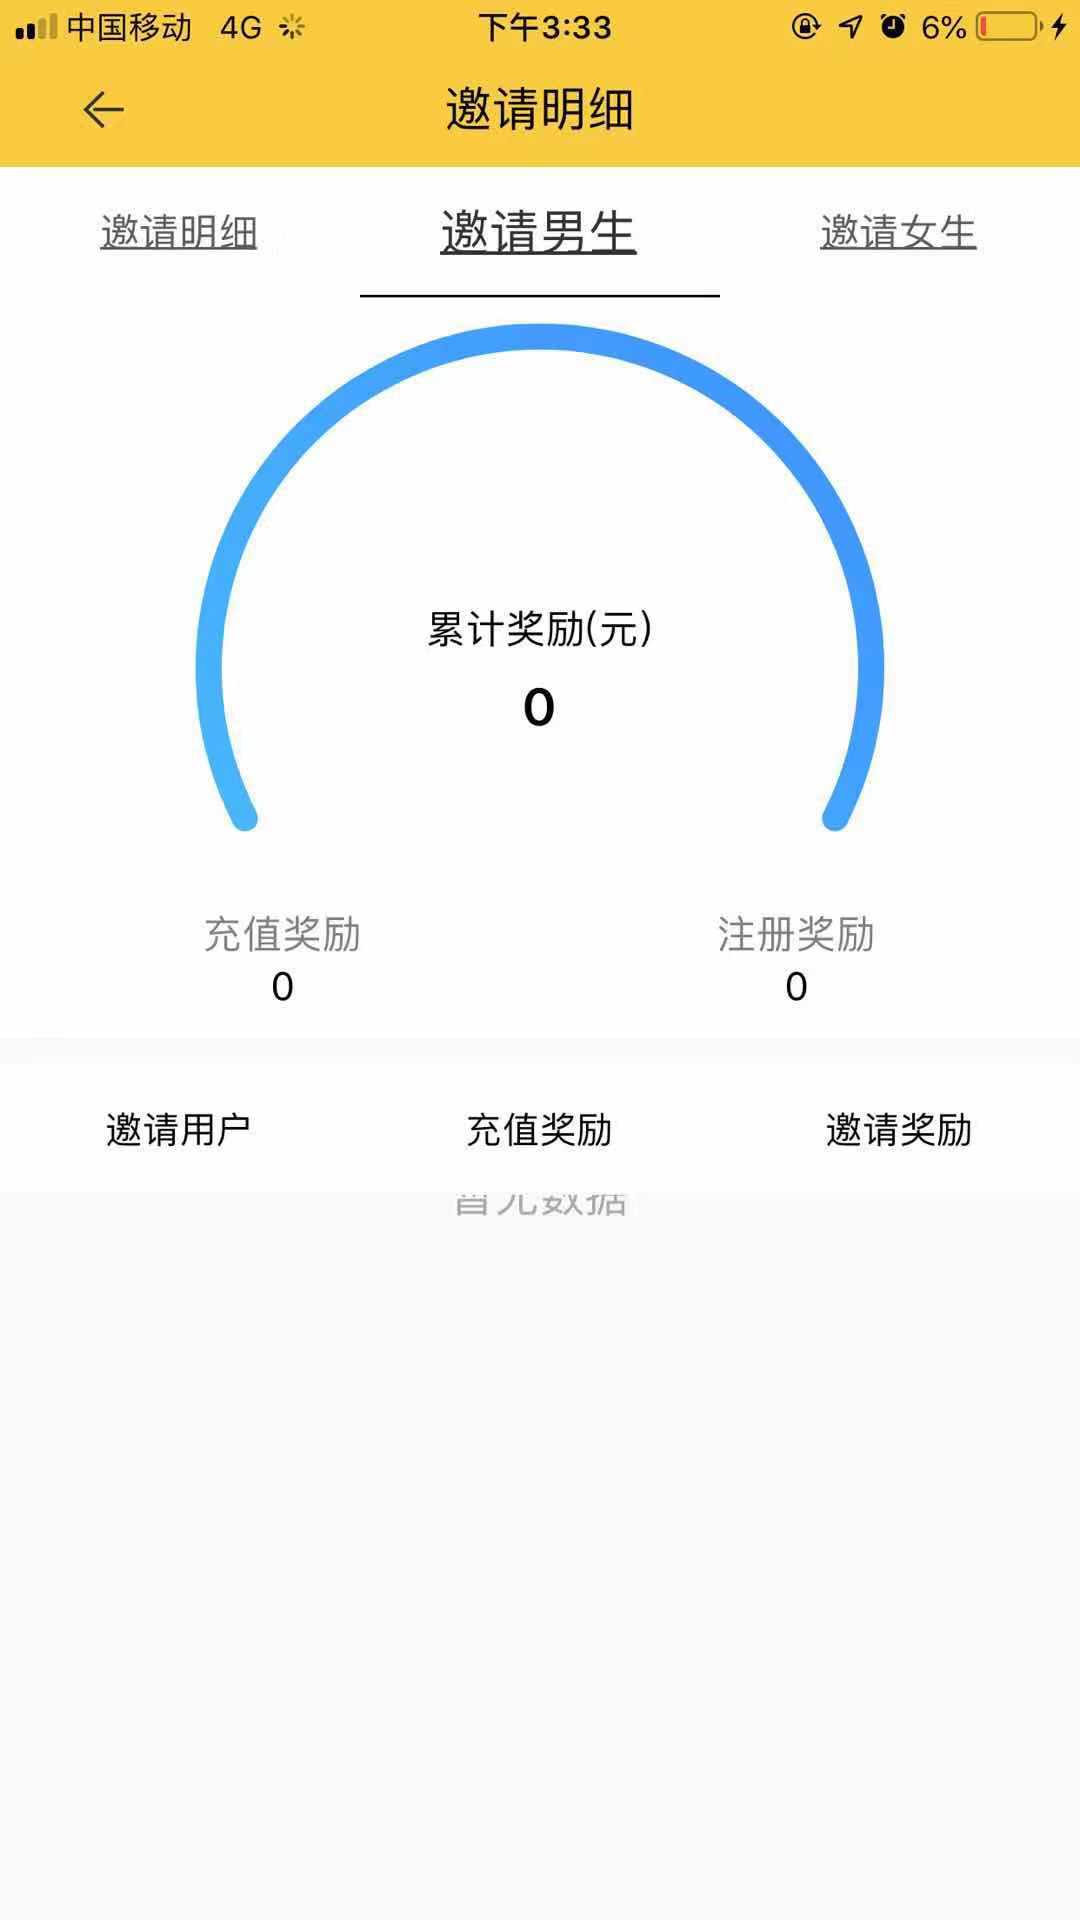 中国移动 4G 下午3:33 6%
邀请明细
邀请明细 邀请男生 邀请女生
累计奖励(元)
0
充值奖励 注册奖励
0 0
邀请用户 充值奖励 邀请奖励
暂无数据